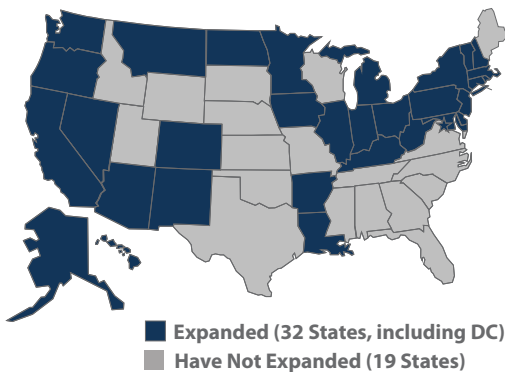 Expanded (32 States, including DC)
Have Not Expanded (19 States)